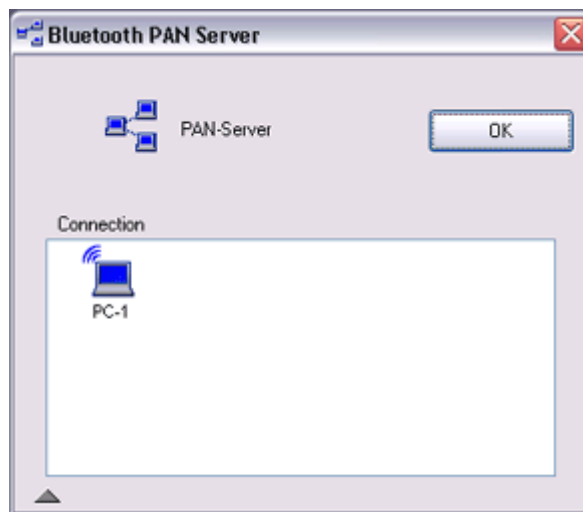 Bluetooth PAN Server
PAN-Server
OK
Connection
PC-1